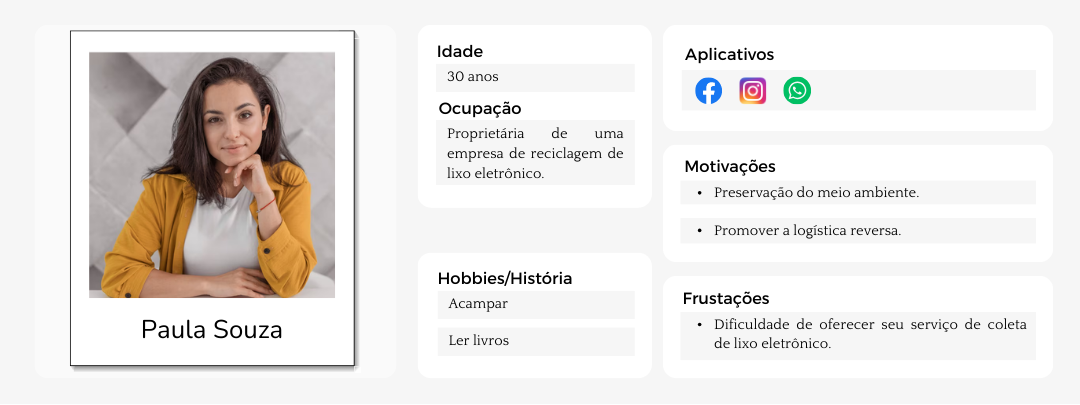 Paula Souza
Idade
30 anos
Ocupação
Proprietária de uma
empresa de reciclagem de
lixo eletrônico.
Hobbies/História
Acampar
Ler livros
Aplicativos
Motivações
• Preservação do meio ambiente.
• Promover a logística reversa.
Frustações
• Dificuldade de oferecer seu serviço de coleta
de lixo eletrônico.